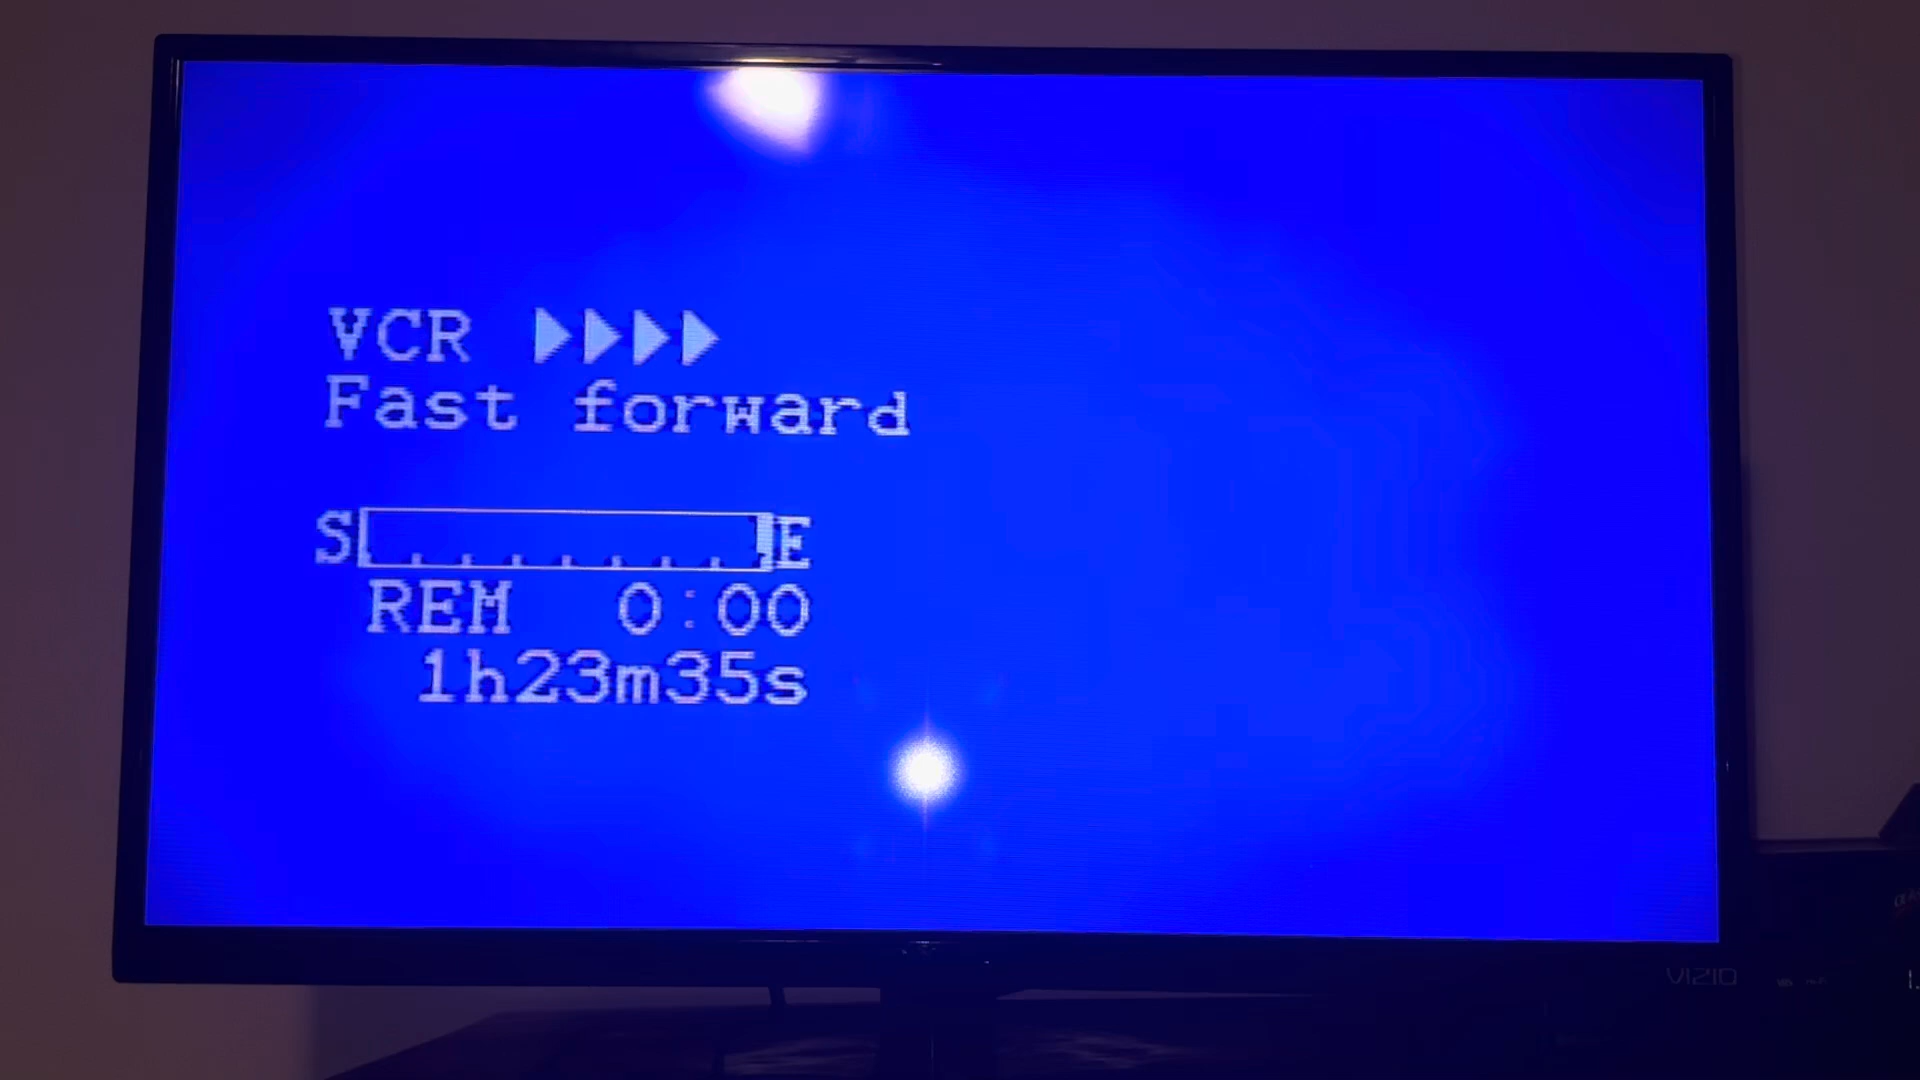 VCR ▶▶▶▶
Fast forward
S E
REM 0:00
1h23m35s
VIZIO